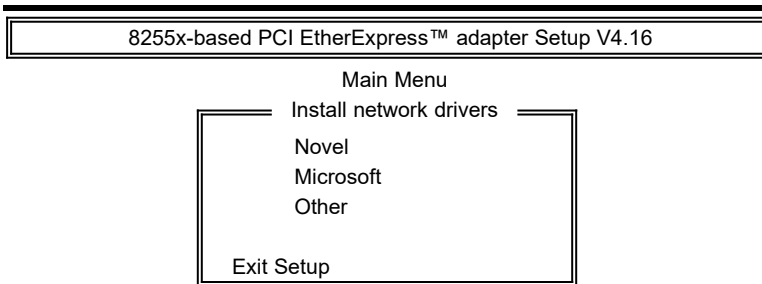 8255x-based PCI EtherExpress™ adapter Setup V4.16
Main Menu
Install network drivers
Novel
Microsoft
Other
Exit Setup